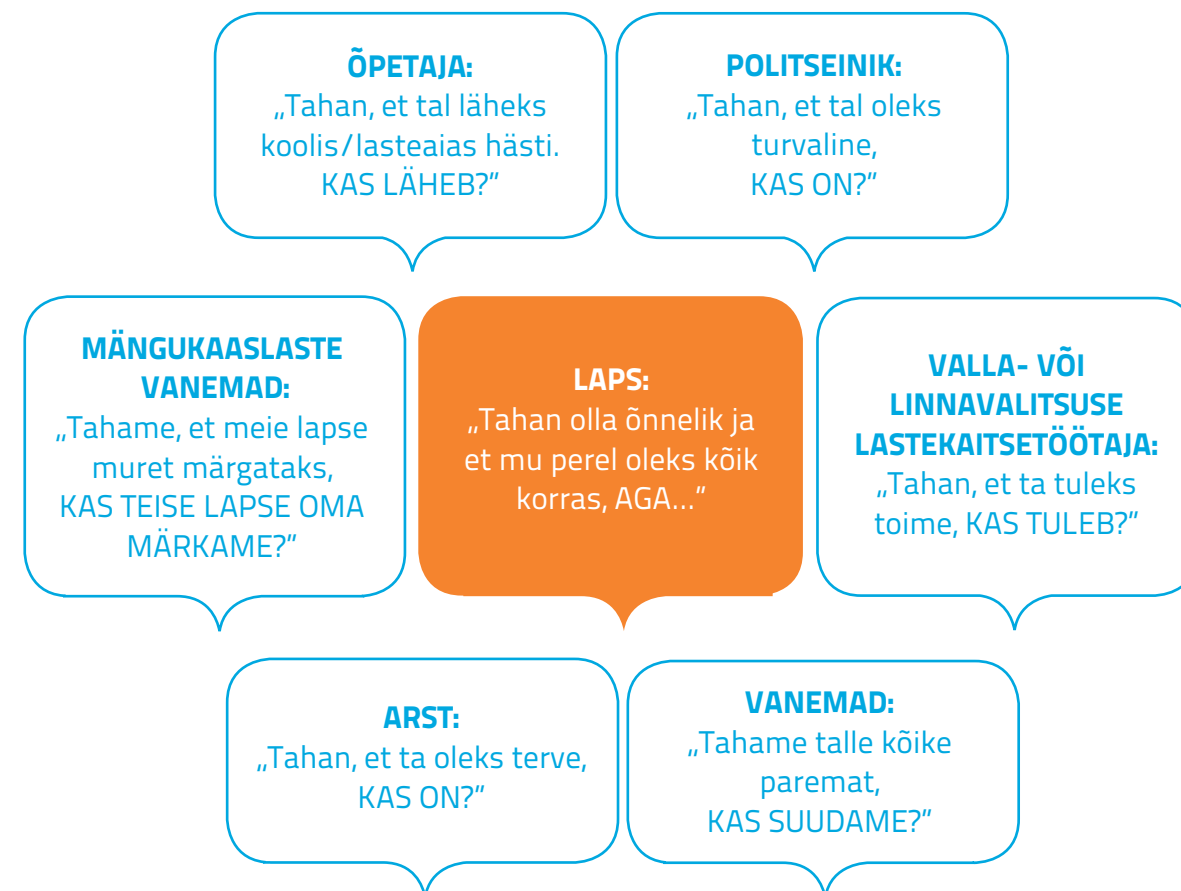 ÕPETAJA:
„Tahan, et tal läheks
koolis/lasteaias hästi.
KAS LÄHEB?”
POLITSEINIK:
„Tahan, et tal oleks
turvaline,
KAS ON?”
MÄNGUKAASLASTE
VANEMAD:
„Tahame, et meie lapse
muret märgataks,
KAS TEISE LAPSE OMA
MÄRKAME?”
LAPS:
„Tahan olla õnnelik ja
et mu perel oleks kõik
korras, AGA...”
VALLA- VÕI
LINNAVALITSUSE
LASTEKAITSETÖÖTAJA:
„Tahan, et ta tuleks
toime, KAS TULEB?”
ARST:
„Tahan, et ta oleks terve,
KAS ON?”
VANEMAD:
„Tahame talle kõike
paremat,
KAS SUUDAME?”